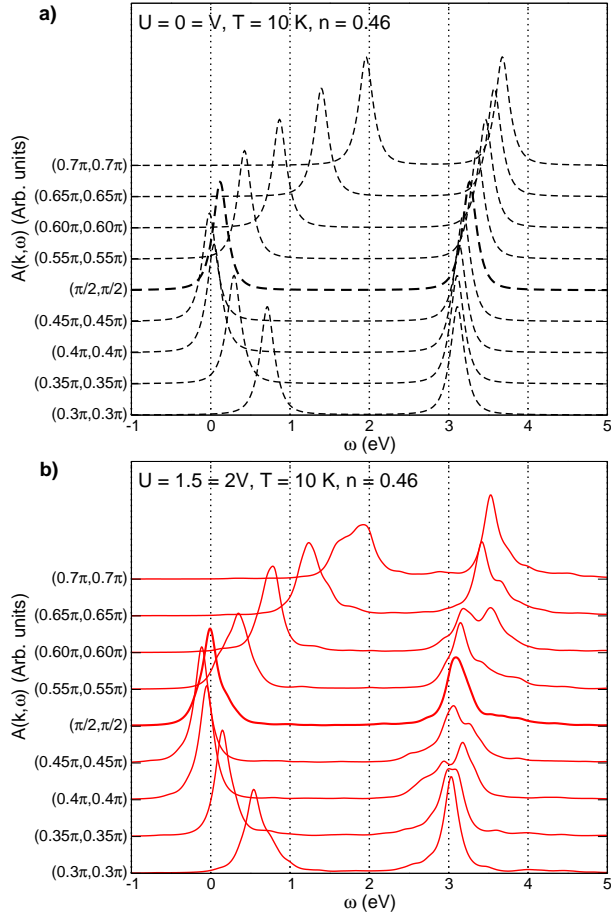 a)
U = 0 = V, T = 10 K, n = 0.46
A(k,ω) (Arb. units)
(0.7π,0.7π)
(0.65π,0.65π)
(0.60π,0.60π)
(0.55π,0.55π)
(π/2,π/2)
(0.45π,0.45π)
(0.4π,0.4π)
(0.35π,0.35π)
(0.3π,0.3π)
-1 0 1 2 3 4 5
ω (eV)
b)
U = 1.5 = 2V, T = 10 K, n = 0.46
A(k,ω) (Arb. units)
(0.7π,0.7π)
(0.65π,0.65π)
(0.60π,0.60π)
(0.55π,0.55π)
(π/2,π/2)
(0.45π,0.45π)
(0.4π,0.4π)
(0.35π,0.35π)
(0.3π,0.3π)
-1 0 1 2 3 4 5
ω (eV)